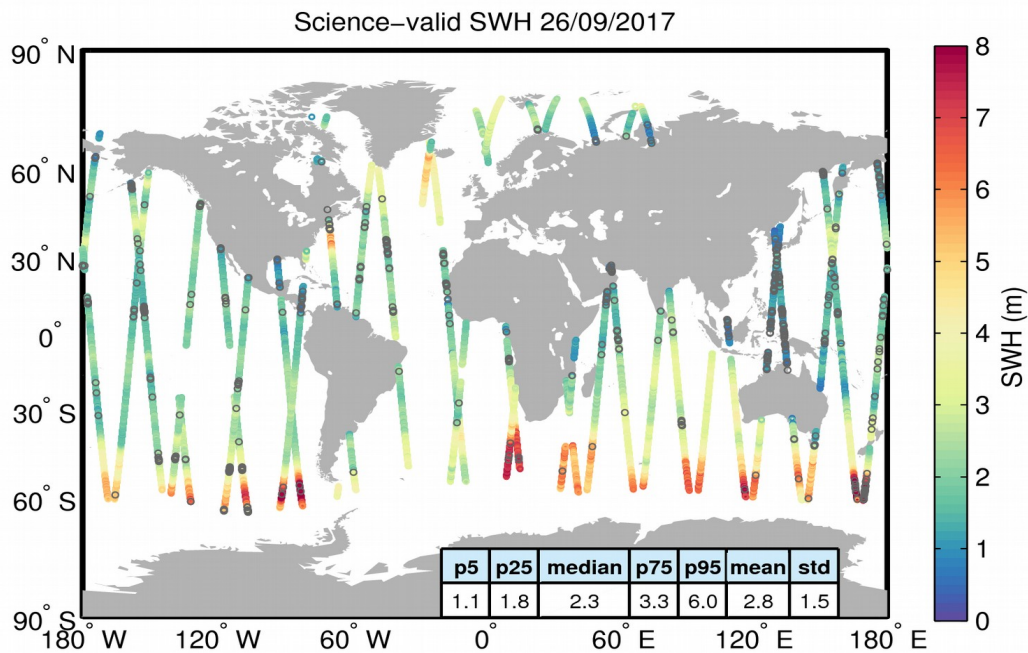 Science−valid SWH 26/09/2017
90° N
60° N
30° N
0°
30° S
60° S
90° S
180° W
120° W
60° W
0°
60° E
120° E
180° E
p5 p25 median p75 p95 mean std
1.1 1.8 2.3 3.3 6.0 2.8 1.5
8
7
6
5
4
3
2
1
0
SWH (m)